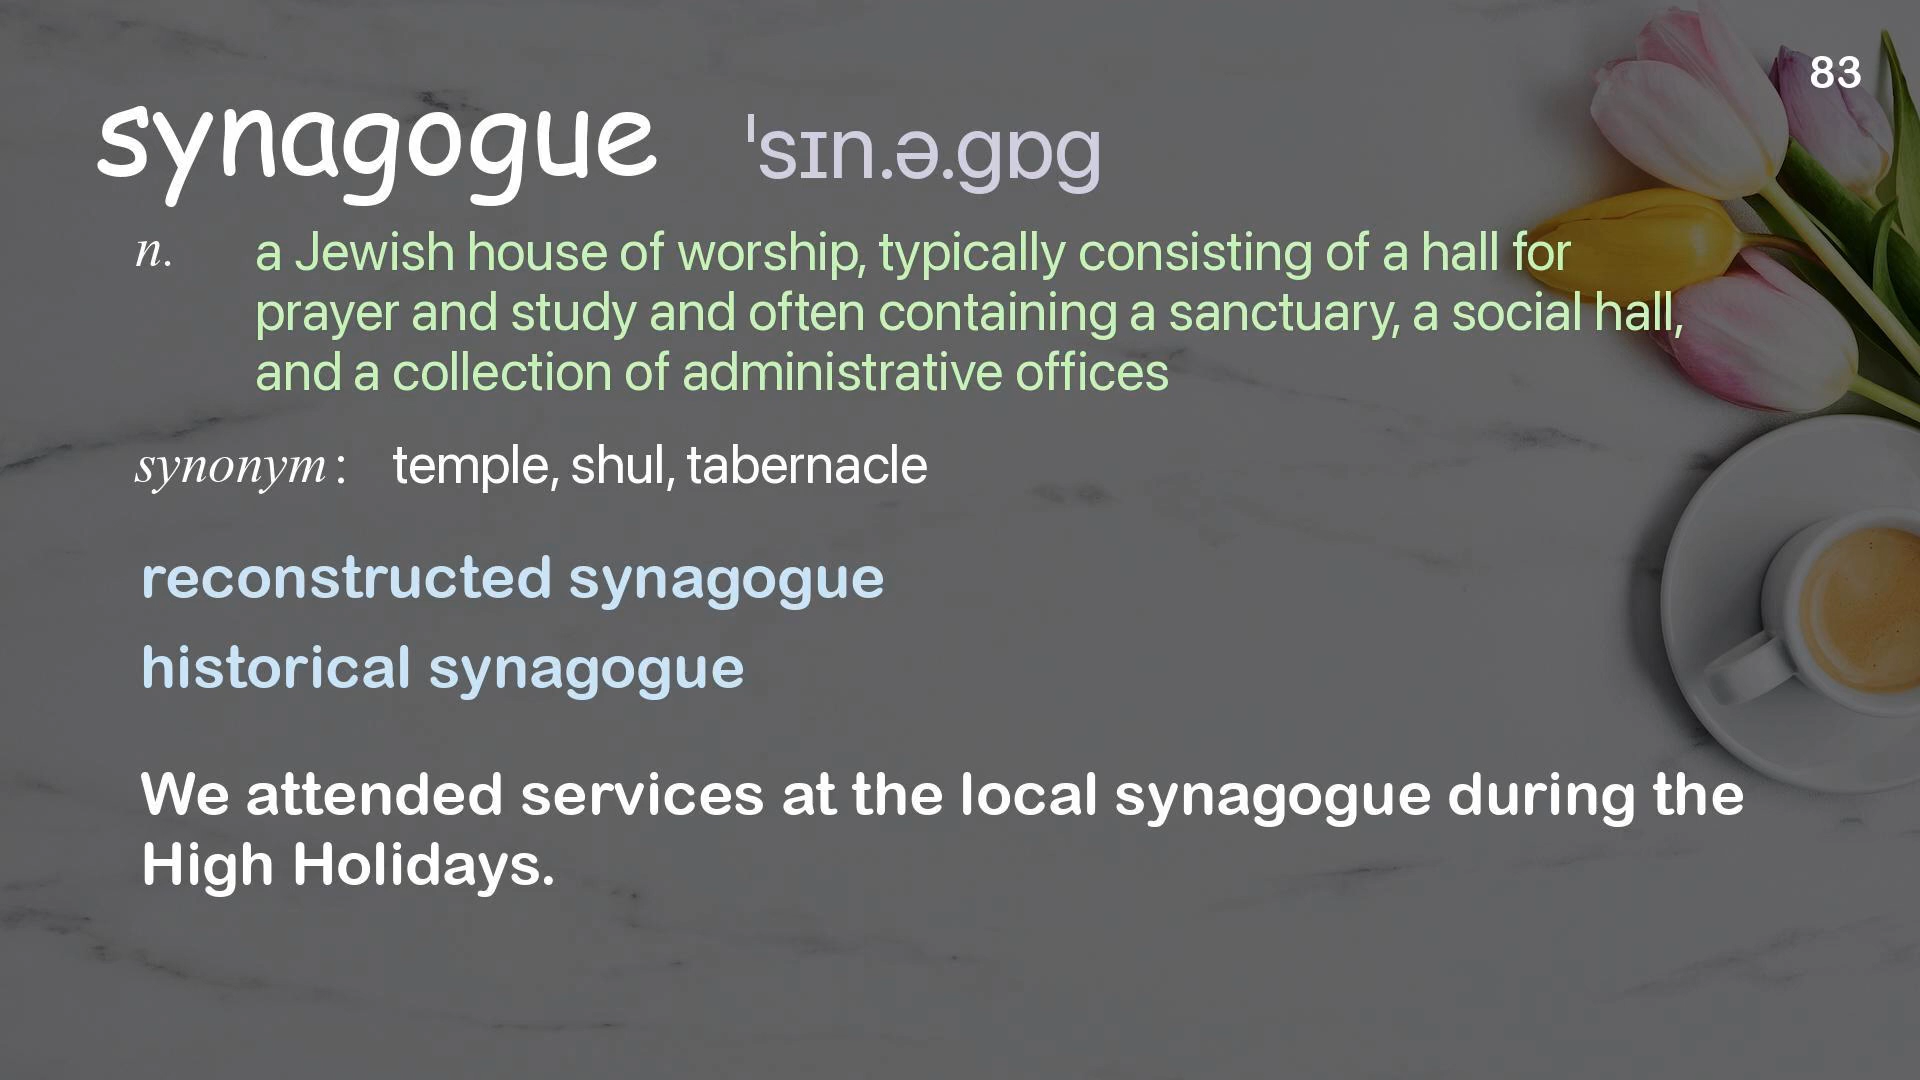 83
synagogue ˈsɪn.ə.gɒg
n. a Jewish house of worship, typically consisting of a hall for
prayer and study and often containing a sanctuary, a social hall,
and a collection of administrative offices
synonym : temple, shul, tabernacle
reconstructed synagogue
historical synagogue
We attended services at the local synagogue during the
High Holidays.